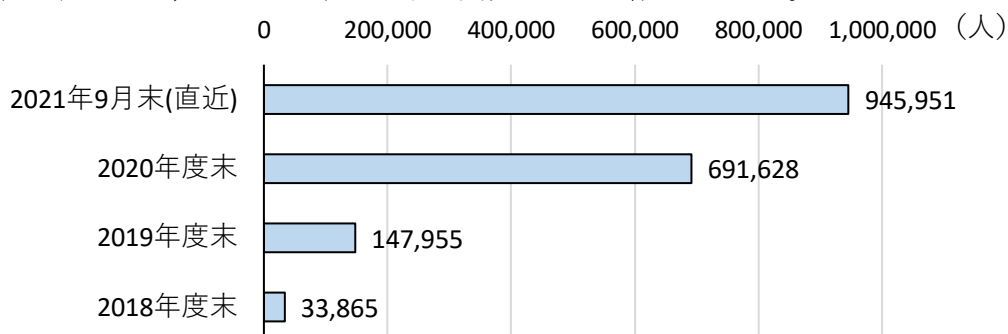 0 200,000 400,000 600,000 800,000 1,000,000 （人）
2021年9月末(直近) 945,951
2020年度末 691,628
2019年度末 147,955
2018年度末 33,865